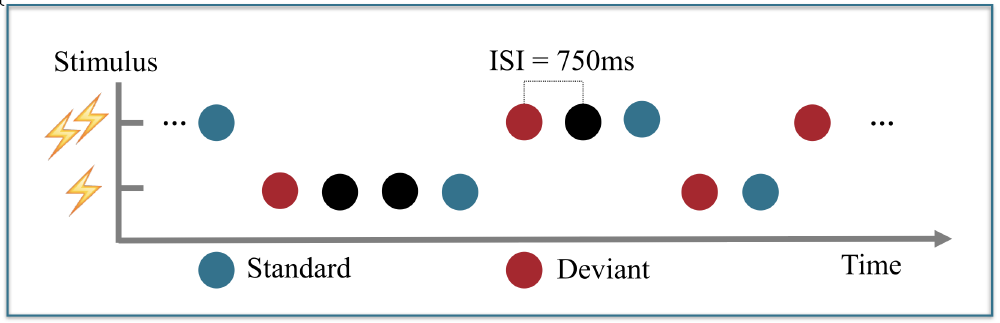 Stimulus
ISI = 750ms
...
...
Standard
Deviant
Time